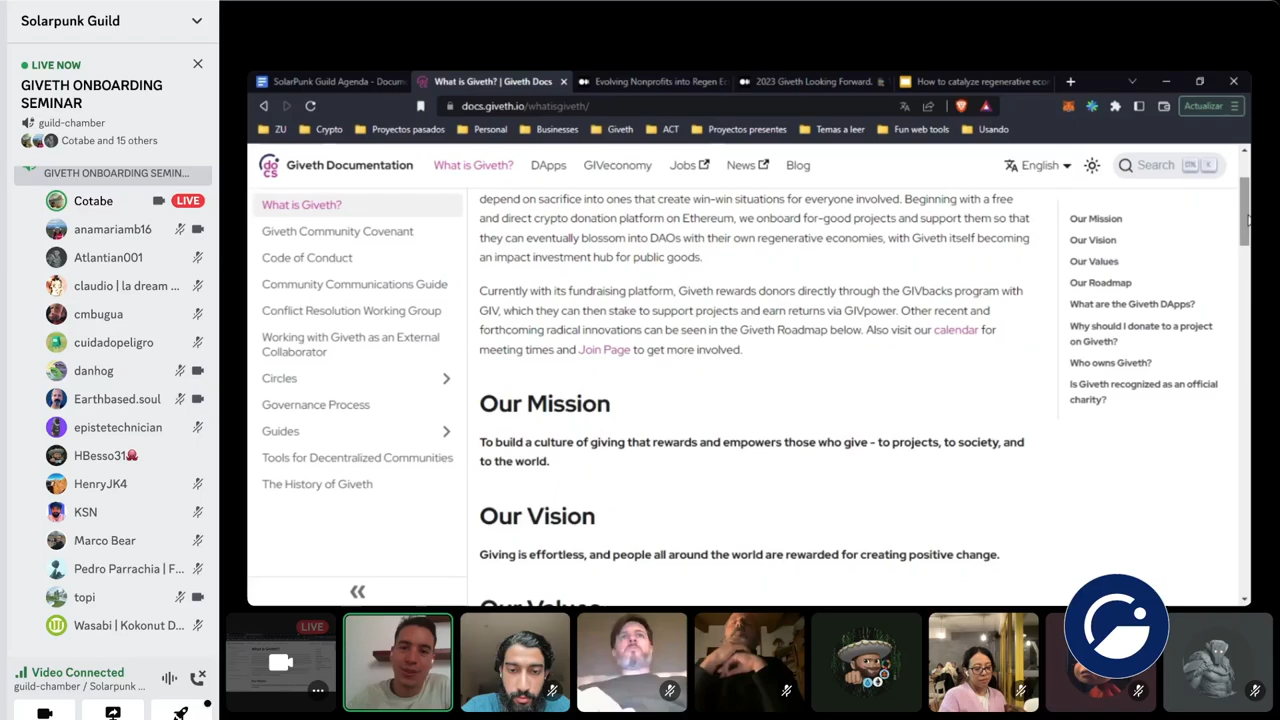 Solarpunk Guild
LIVE NOW
GIVETH ONBOARDING
SEMINAR
guild-chamber
Cotabe and 15 others
GIVETH ONBOARDING SEMIN...
Cotabe
LIVE
anamariamb16
Atlantian001
claudio | la dream ...
cmbugua
cuidadopeligro
danhog
Earthbased.soul
epistetechnician
HBesso31
HenryJK4
KSN
Marco Bear
Pedro Parrachia | F...
topi
Wasabi | Kokonut D...
Video Connected
guild-chamber / Solarpunk ...
SolarPunk Guild Agenda - Docum
What is Giveth? | Giveth Docs
Evolving Nonprofits into Regen E
2023 Giveth Looking Forward.
How to catalyze regenerative eco
docs.giveth.io/whatisgiveth/
Actualizar
ZU
Crypto
Proyectos pasados
Personal
Businesses
Giveth
ACT
Proyectos presentes
Temas a leer
Fun web tools
Usando
Giveth Documentation
What is Giveth?
DApps
GIVeconomy
Jobs
News
Blog
English
Search
CTRL
K
What is Giveth?
Giveth Community Covenant
Code of Conduct
Community Communications Guide
Conflict Resolution Working Group
Working with Giveth as an External
Collaborator
Circles
Governance Process
Guides
Tools for Decentralized Communities
The History of Giveth
depend on sacrifice into ones that create win-win situations for everyone involved. Beginning with a free
and direct crypto donation platform on Ethereum, we onboard for-good projects and support them so that
they can eventually blossom into DAOs with their own regenerative economies, with Giveth itself becoming
an impact investment hub for public goods.
Currently with its fundraising platform, Giveth rewards donors directly through the GIVbacks program with
GIV, which they can then stake to support projects and earn returns via GIVpower. Other recent and
forthcoming radical innovations can be seen in the Giveth Roadmap below. Also visit our calendar for
meeting times and Join Page to get more involved.
Our Mission
To build a culture of giving that rewards and empowers those who give - to projects, to society, and
to the world.
Our Vision
Giving is effortless, and people all around the world are rewarded for creating positive change.
Our Values
Our Mission
Our Vision
Our Values
Our Roadmap
What are the Giveth DApps?
Why should I donate to a project
on Giveth?
Who owns Giveth?
Is Giveth recognized as an official
charity?
LIVE